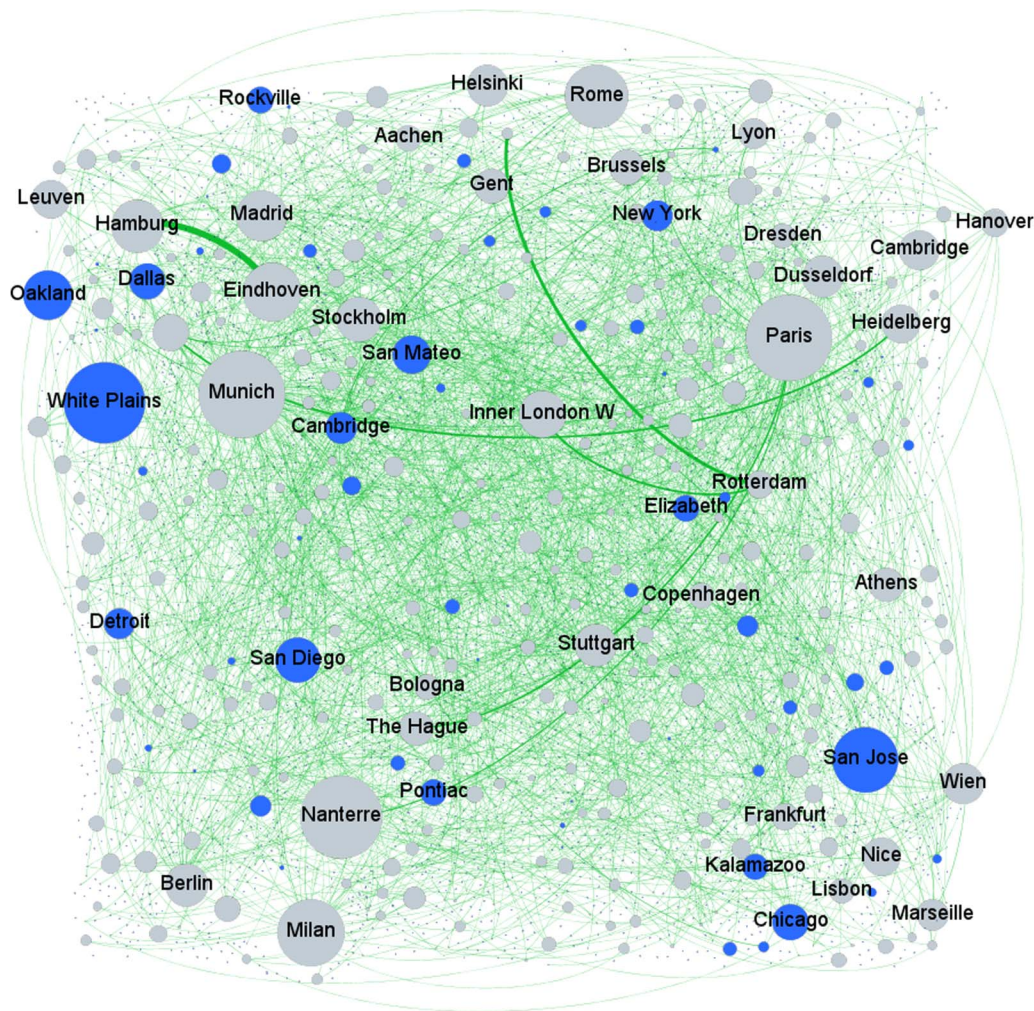 Helsinki
Rome
Rockville
Aachen
Lyon
Brussels
Gent
Leuven
Hamburg
Madrid
New York
Hanover
Dresden
Cambridge
Dallas
Dusseldorf
Oakland
Eindhoven
Stockholm
Paris
Heidelberg
San Mateo
Munich
White Plains
Inner London W
Cambridge
Rotterdam
Elizabeth
Athens
Copenhagen
Detroit
Stuttgart
San Diego
Bologna
The Hague
San Jose
Wien
Pontiac
Nanterre
Frankfurt
Nice
Kalamazoo
Berlin
Lisbon
Marseille
Chicago
Milan